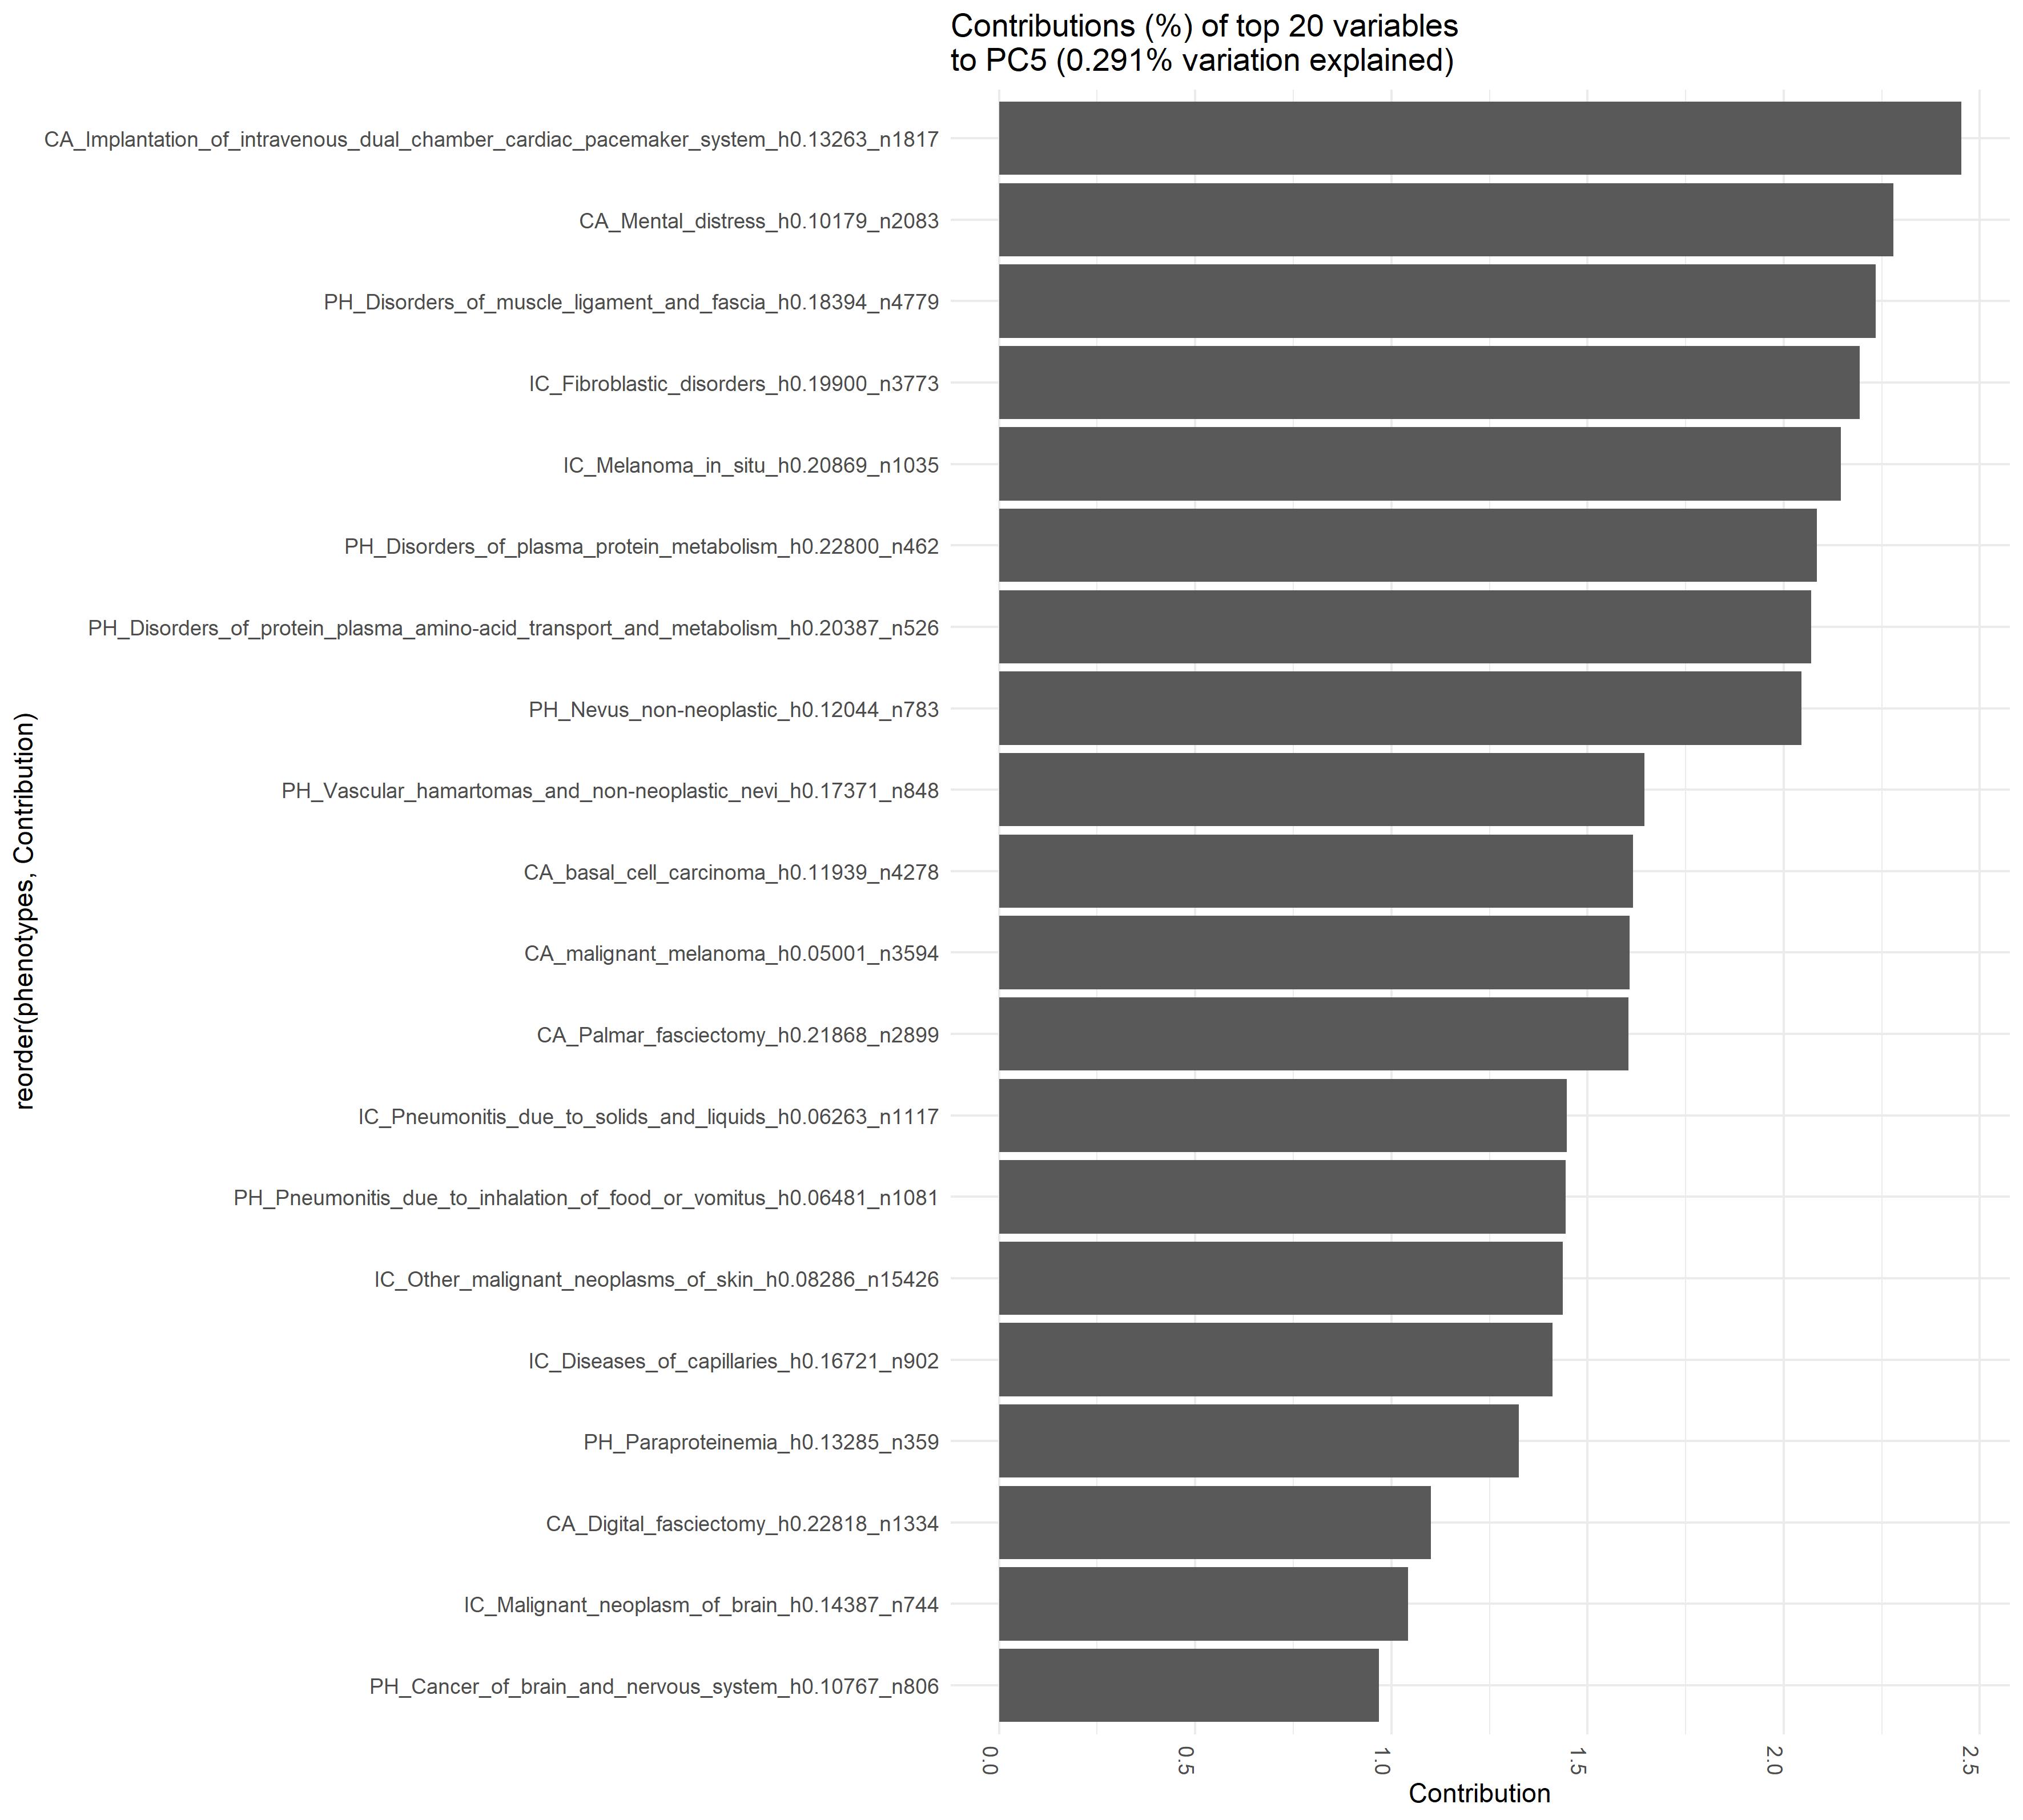 Contributions (%) of top 20 variables
to PC5 (0.291% variation explained)
reorder(phenotypes, Contribution)
CA_Implantation_of_intravenous_dual_chamber_cardiac_pacemaker_system_h0.13263_n1817
CA_Mental_distress_h0.10179_n2083
PH_Disorders_of_muscle_ligament_and_fascia_h0.18394_n4779
IC_Fibroblastic_disorders_h0.19900_n3773
IC_Melanoma_in_situ_h0.20869_n1035
PH_Disorders_of_plasma_protein_metabolism_h0.22800_n462
PH_Disorders_of_protein_plasma_amino-acid_transport_and_metabolism_h0.20387_n526
PH_Nevus_non-neoplastic_h0.12044_n783
PH_Vascular_hamartomas_and_non-neoplastic_nevi_h0.17371_n848
CA_basal_cell_carcinoma_h0.11939_n4278
CA_malignant_melanoma_h0.05001_n3594
CA_Palmar_fasciectomy_h0.21868_n2899
IC_Pneumonitis_due_to_solids_and_liquids_h0.06263_n1117
PH_Pneumonitis_due_to_inhalation_of_food_or_vomitus_h0.06481_n1081
IC_Other_malignant_neoplasms_of_skin_h0.08286_n15426
IC_Diseases_of_capillaries_h0.16721_n902
PH_Paraproteinemia_h0.13285_n359
CA_Digital_fasciectomy_h0.22818_n1334
IC_Malignant_neoplasm_of_brain_h0.14387_n744
PH_Cancer_of_brain_and_nervous_system_h0.10767_n806
0.0
0.5
1.0
1.5
2.0
2.5
Contribution